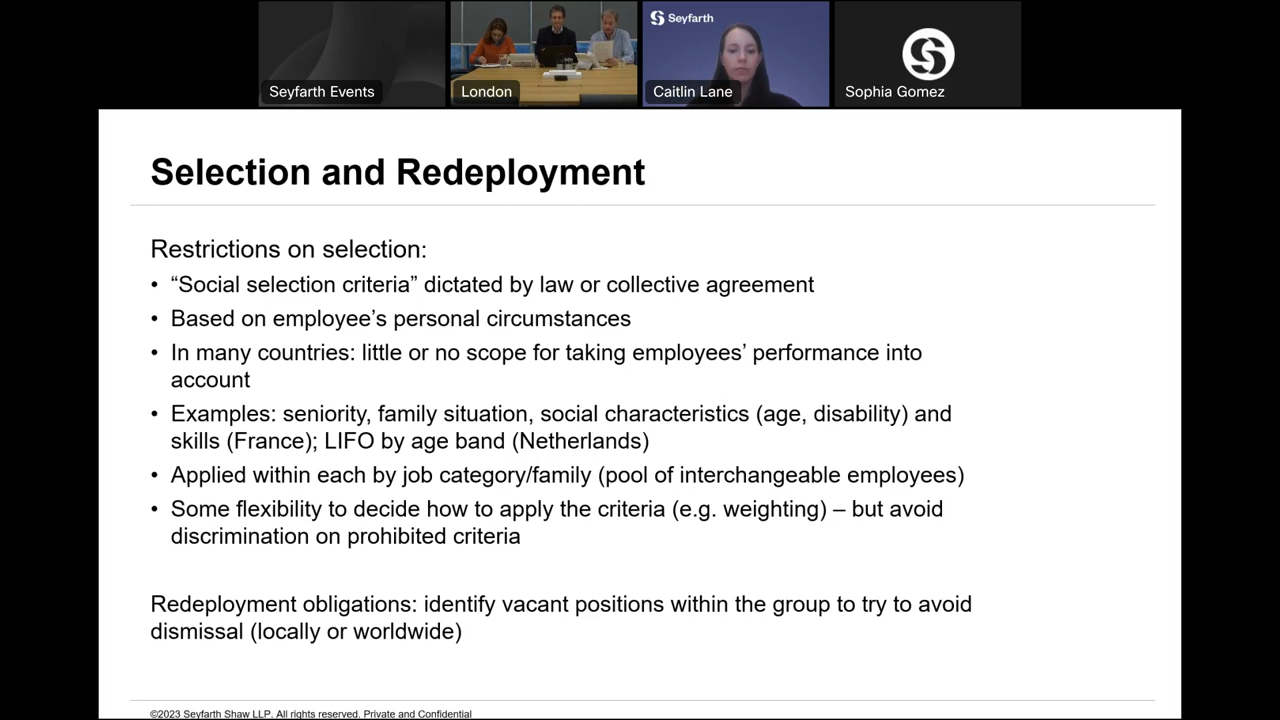 Seyfarth
Seyfarth Events
London
Caitlin Lane
Sophia Gomez
Selection and Redeployment
Restrictions on selection:
• “Social selection criteria” dictated by law or collective agreement
• Based on employee’s personal circumstances
• In many countries: little or no scope for taking employees’ performance into
account
• Examples: seniority, family situation, social characteristics (age, disability) and
skills (France); LIFO by age band (Netherlands)
• Applied within each by job category/family (pool of interchangeable employees)
• Some flexibility to decide how to apply the criteria (e.g. weighting) – but avoid
discrimination on prohibited criteria
Redeployment obligations: identify vacant positions within the group to try to avoid
dismissal (locally or worldwide)
©2023 Seyfarth Shaw LLP. All rights reserved. Private and Confidential